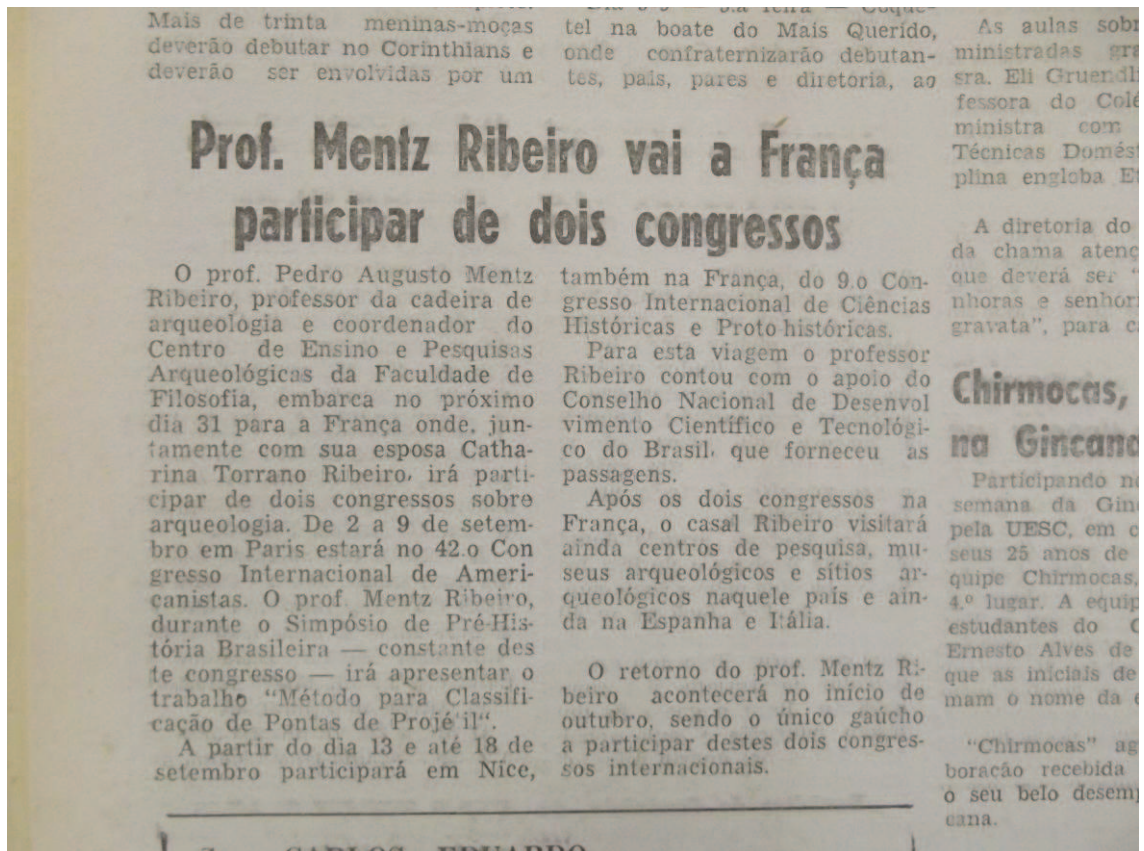 Mais de trinta meninas-moças
deverão debutar no Corinthians e
deverão ser envolvidas por um
tel na boate do Mais Querido,
onde confraternizarão debutan-
tes, pais, pares e diretoria, ao
Prof. Mentz Ribeiro vai a França
participar de dois congressos
O prof. Pedro Augusto Mentz
Ribeiro, professor da cadeira de
arqueologia e coordenador do
Centro de Ensino e Pesquisas
Arqueológicas da Faculdade de
Filosofia, embarca no próximo
dia 31 para a França onde, jun-
tamente com sua esposa Catha-
rina Torrano Ribeiro, irá parti-
cipar de dois congressos sobre
arqueologia. De 2 a 9 de setem-
bro em Paris estará no 42.o Con
gresso Internacional de Ameri-
canistas. O prof. Mentz Ribeiro,
durante o Simpósio de Pré-His-
tória Brasileira — constante des
te congresso — irá apresentar o
trabalho “Método para Classifi-
cação de Pontas de Projétil“.
A partir do dia 13 e até 18 de
setembro participará em Nice,
também na França, do 9.o Con-
gresso Internacional de Ciências
Históricas e Proto históricas.
Para esta viagem o professor
Ribeiro contou com o apoio do
Conselho Nacional de Desenvol
vimento Científico e Tecnológi-
co do Brasil, que forneceu as
passagens.
Após os dois congressos na
França, o casal Ribeiro visitará
ainda centros de pesquisa, mu-
seus arqueológicos e sítios ar-
queológicos naquele país e ain-
da na Espanha e Itália.
O retorno do prof. Mentz Ri-
beiro acontecerá no início de
outubro, sendo o único gaúcho
a participar destes dois congres-
sos internacionais.
As aulas sobr
ministradas gra
sra. Eli Gruendli
fessora do Colé
ministra com
Técnicas Domést
plina engloba Et
A diretoria do
da chama atenç
que deverá ser “
nhoras e senhori
gravata”, para c
Chirmocas,
na Gincana
Participando n
semana da Gin
pela UESC, em c
seus 25 anos de
quipe Chirmocas,
4.º lugar. A equip
estudantes do C
Ernesto Alves de
que as iniciais de
mam o nome da e
“Chirmocas” ag
boracão recebida
o seu belo desemp
cana.
CARLOS EDUARDO